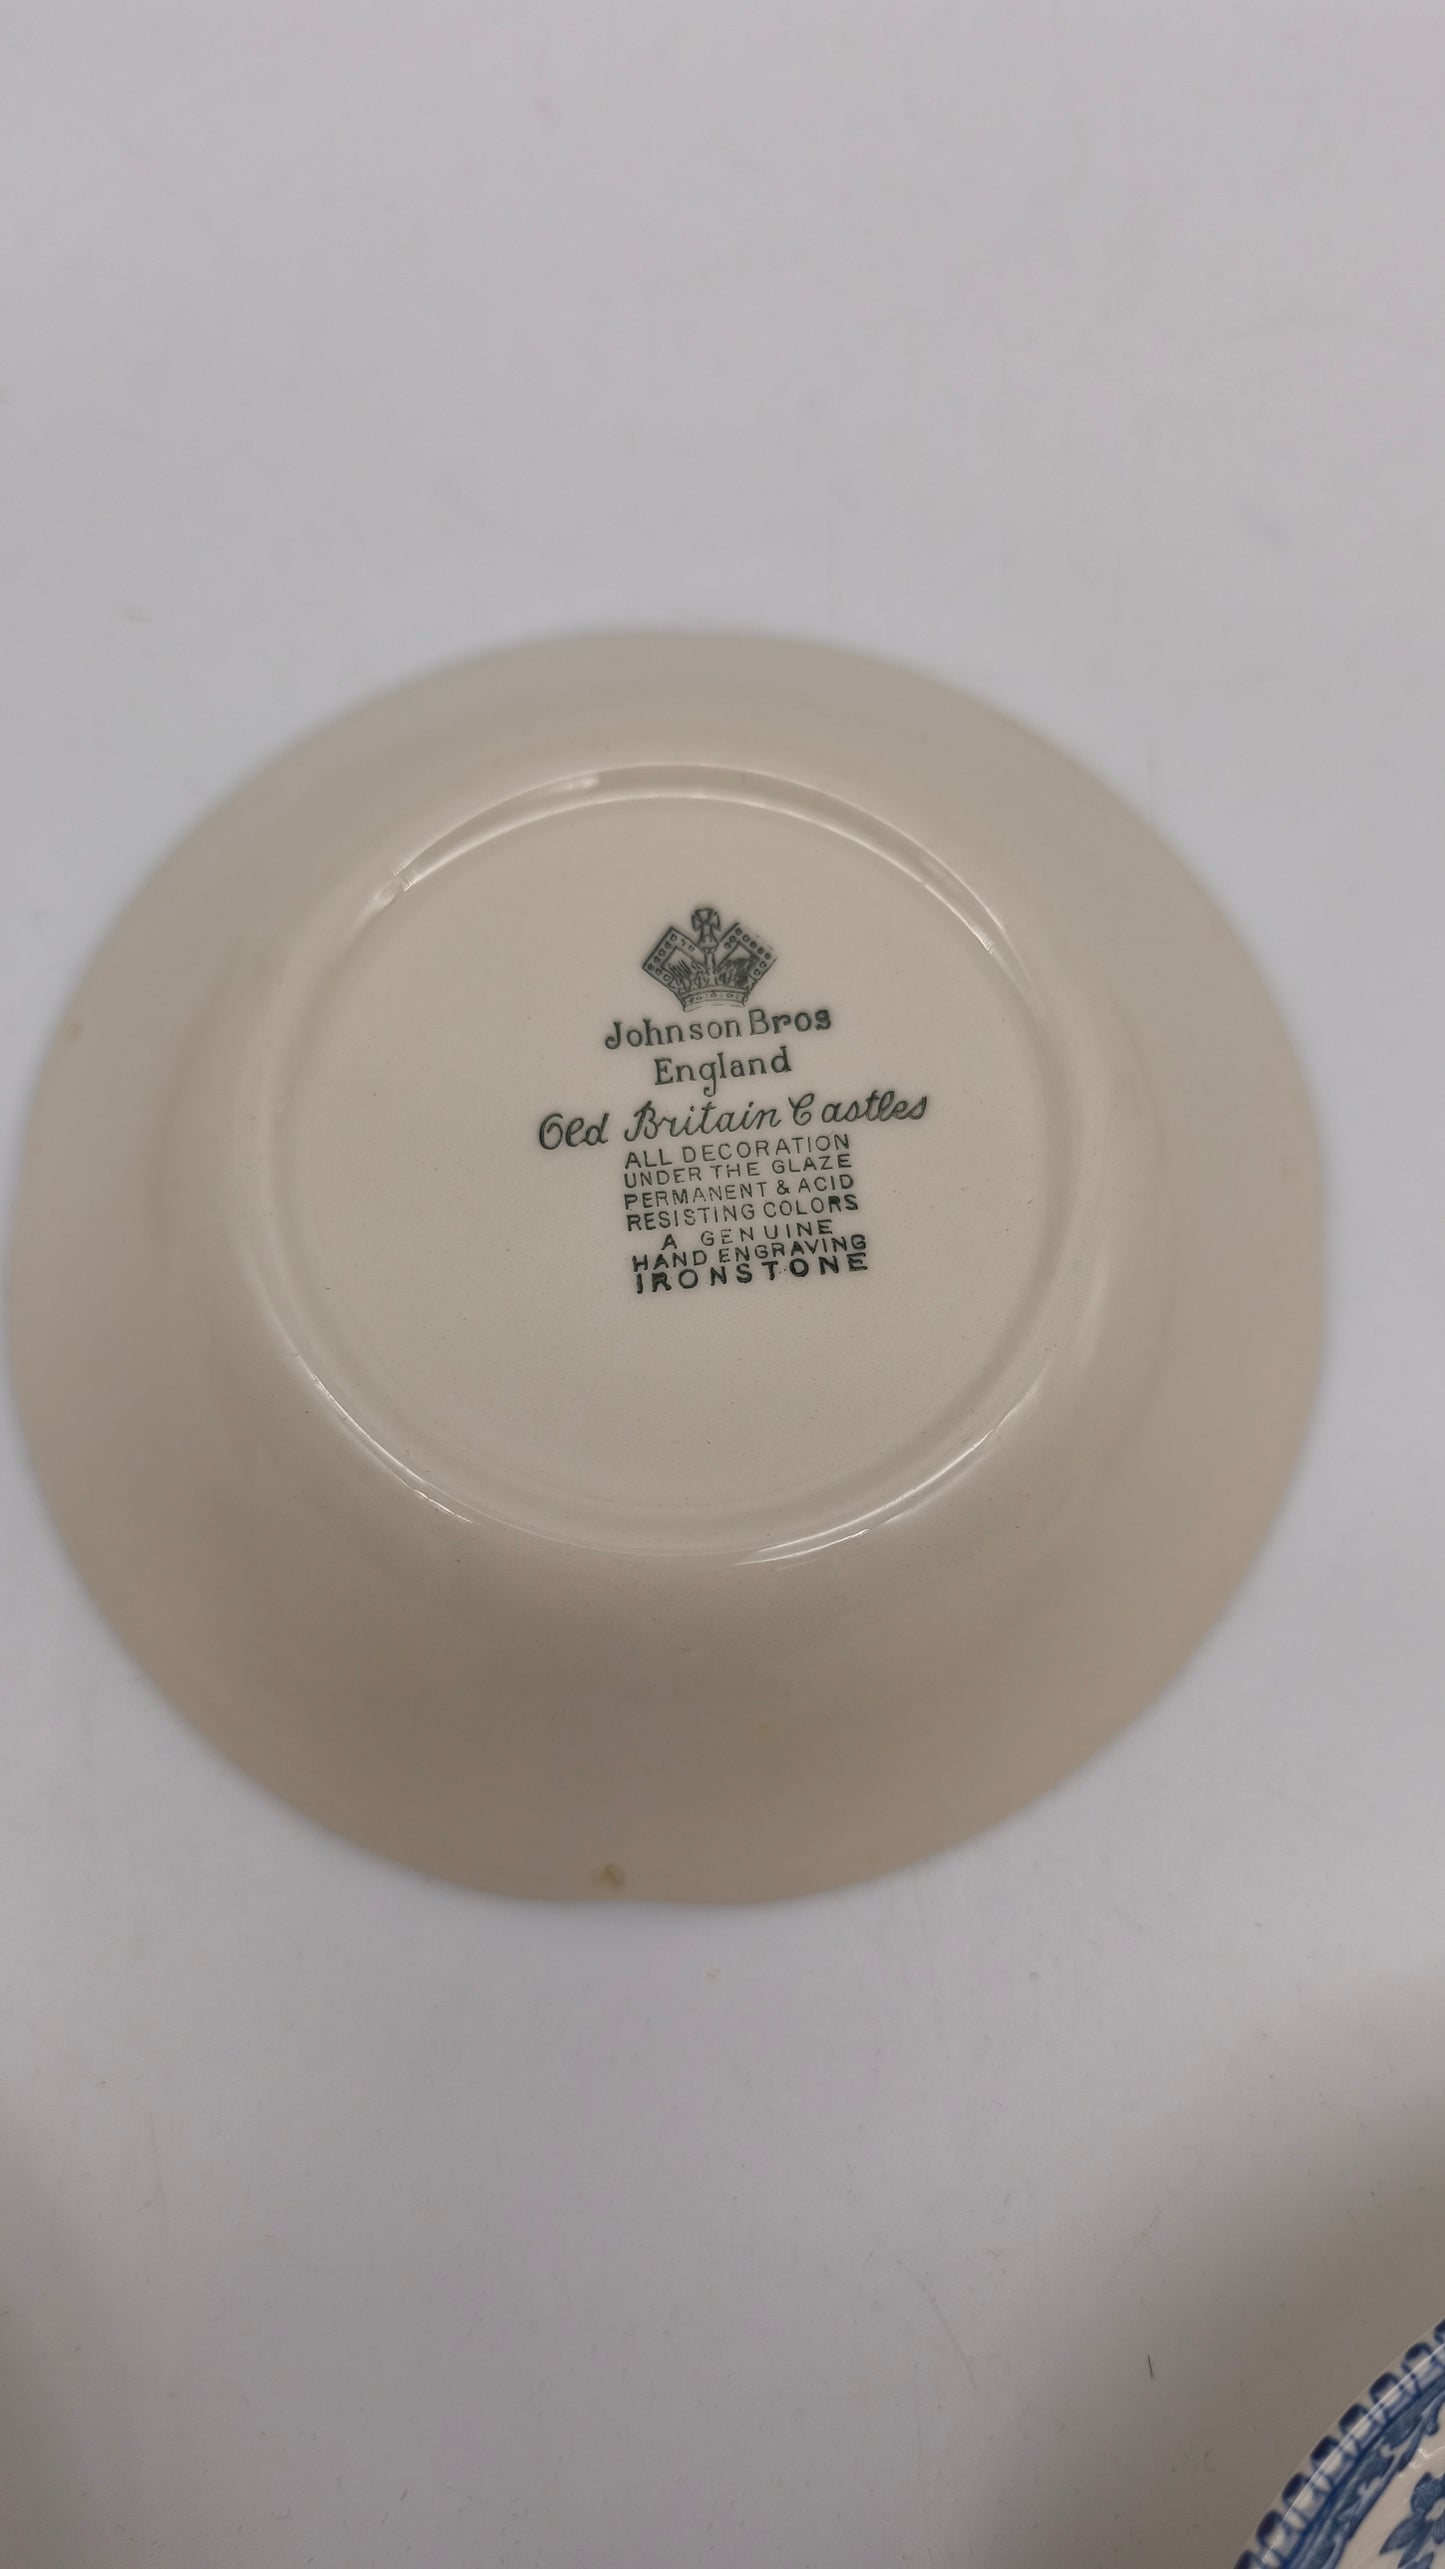 Johnson Bros
England
Old Britain Castles
ALL DECORATION
UNDER THE GLAZE
PERMANENT & ACID
RESISTING COLORS
A GENUINE
HAND ENGRAVING
IRONSTONE